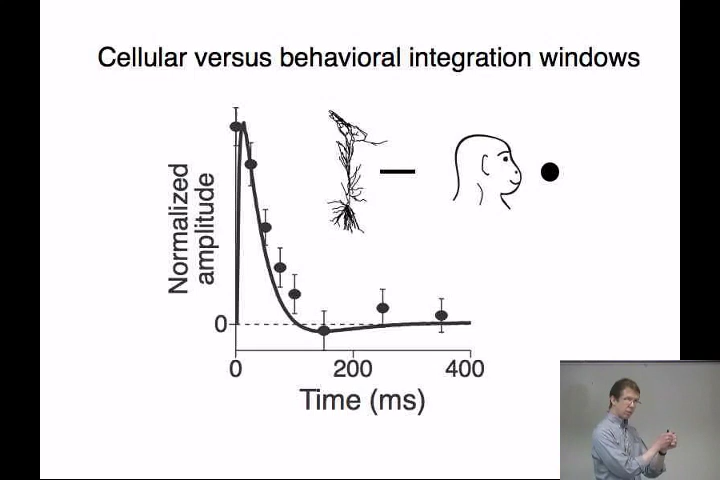 Cellular versus behavioral integration windows
Normalized
amplitude
0
0
200
400
Time (ms)